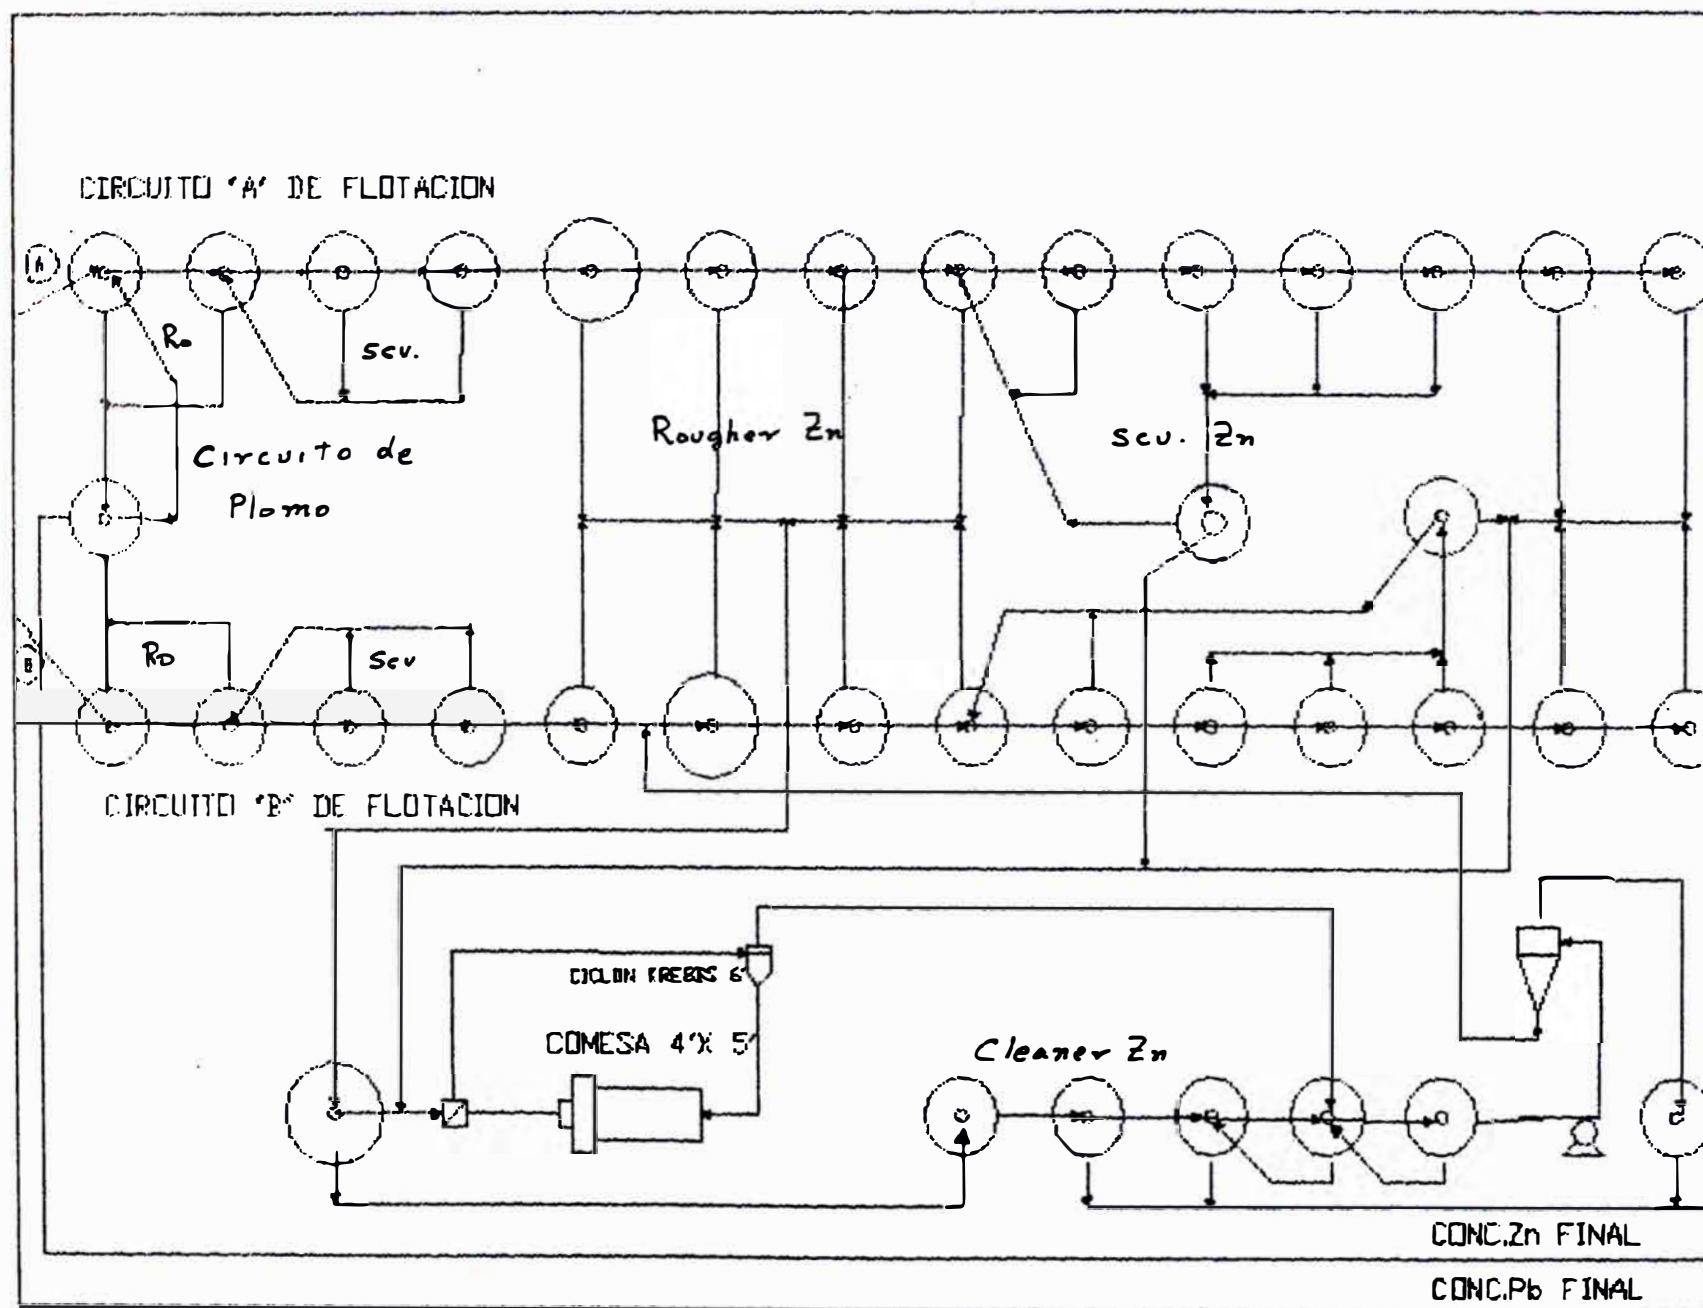 CIRCUITO "A" DE FLOTACION
A
Ro
scv.
Rougher Zn
scv. Zn
Circuito de
Plomo
Ro
Scv
B
CIRCUITO "B" DE FLOTACION
CICLON KREBS 6"
COMESA 4'X 5'
Cleaner Zn
CONC.Zn FINAL
CONC.Pb FINAL